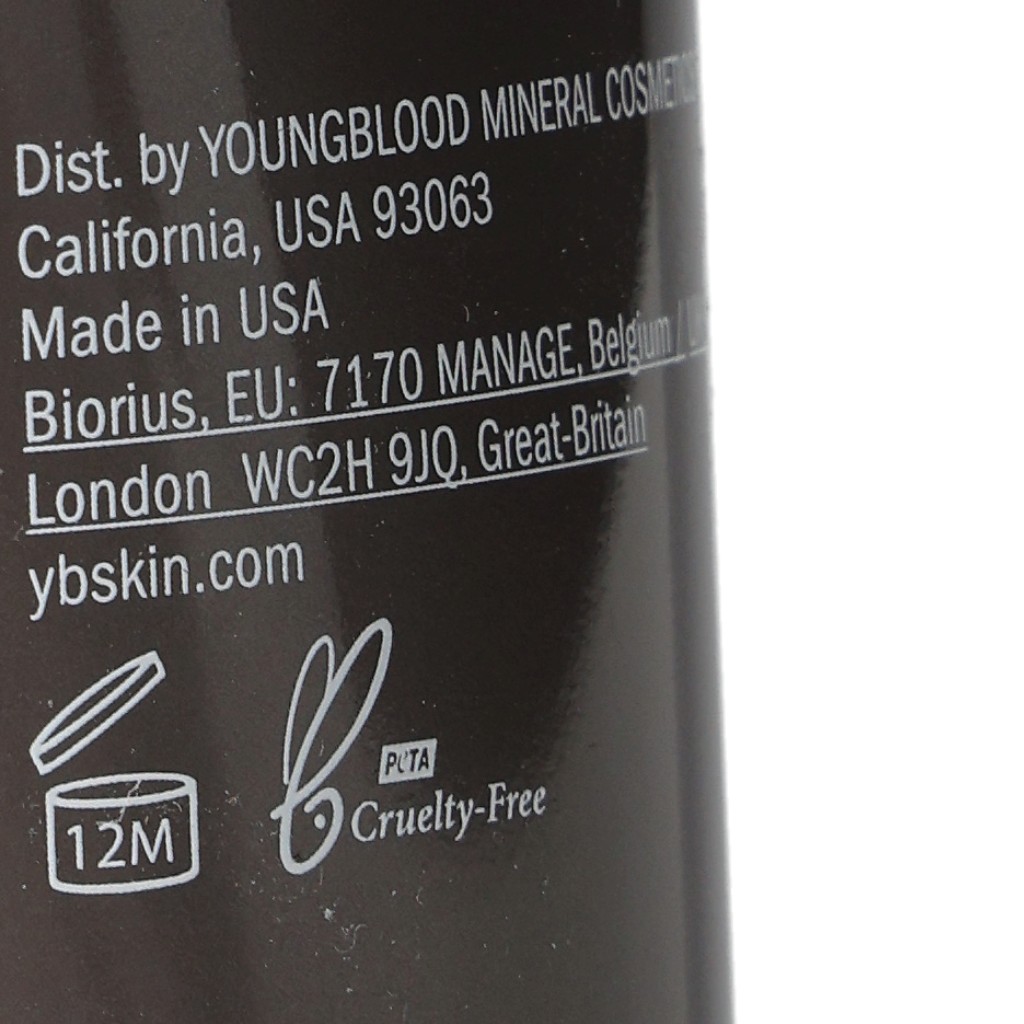 Dist. by YOUNGBLOOD MINERAL COSMETICS
California, USA 93063
Made in USA
Biorius, EU: 7170 MANAGE, Belgium /
London WC2H 9JQ, Great-Britain
ybskin.com
PETA
Cruelty-Free
12M